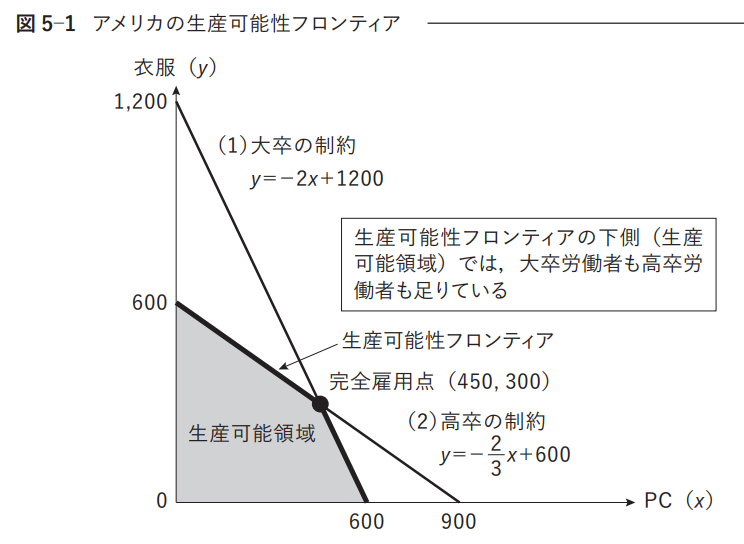 図 5-1 アメリカの生産可能性フロンティア
衣服（y）
1,200
(1)大卒の制約
y=−2x+1200
生産可能性フロンティアの下側（生産
可能領域）では，大卒労働者も高卒労
働者も足りている
600
生産可能性フロンティア
完全雇用点（450, 300）
(2)高卒の制約
y=−2/3x+600
生産可能領域
0
PC（x）
600
900